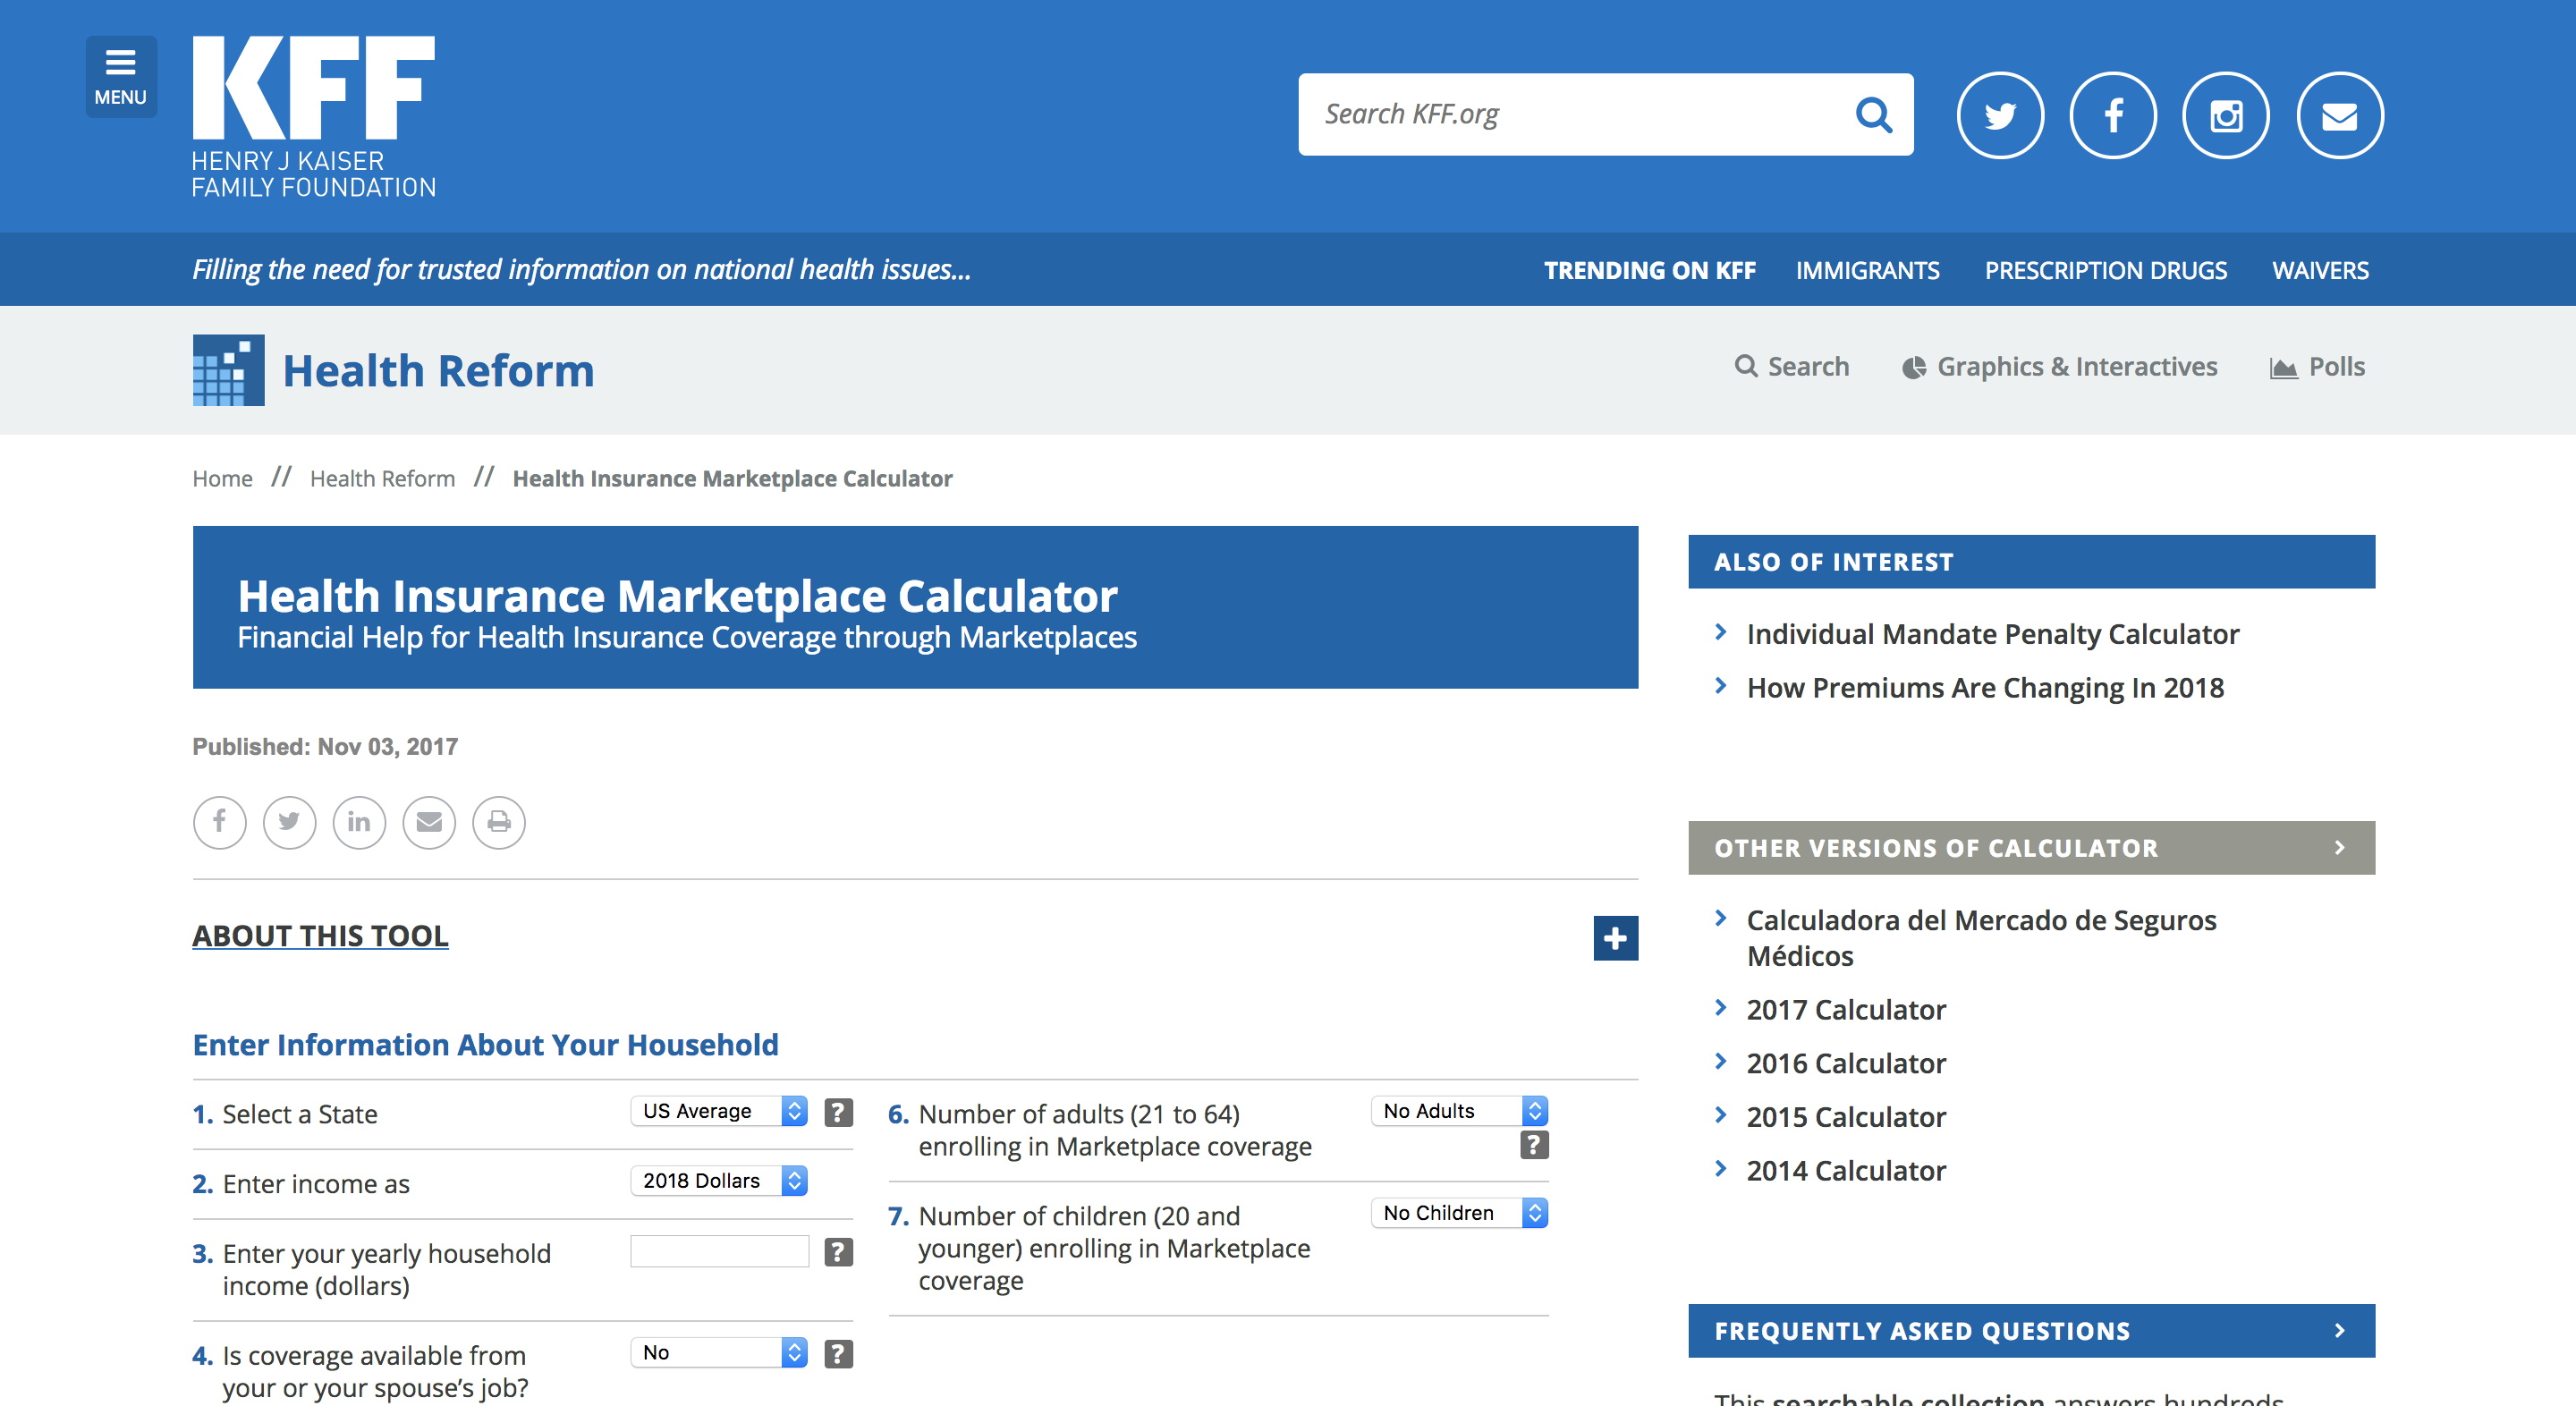 MENU
KFF
HENRY J KAISER
FAMILY FOUNDATION
Search KFF.org
Filling the need for trusted information on national health issues...
TRENDING ON KFF IMMIGRANTS PRESCRIPTION DRUGS WAIVERS
Health Reform
Search Graphics & Interactives Polls
Home // Health Reform // Health Insurance Marketplace Calculator
Health Insurance Marketplace Calculator
Financial Help for Health Insurance Coverage through Marketplaces
Published: Nov 03, 2017
ABOUT THIS TOOL
Enter Information About Your Household
1. Select a State US Average ?
2. Enter income as 2018 Dollars
3. Enter your yearly household ?
income (dollars)
4. Is coverage available from No ?
your or your spouse’s job?
6. Number of adults (21 to 64) No Adults
enrolling in Marketplace coverage ?
7. Number of children (20 and No Children
younger) enrolling in Marketplace
coverage
ALSO OF INTEREST
Individual Mandate Penalty Calculator
How Premiums Are Changing In 2018
OTHER VERSIONS OF CALCULATOR
Calculadora del Mercado de Seguros
Médicos
2017 Calculator
2016 Calculator
2015 Calculator
2014 Calculator
FREQUENTLY ASKED QUESTIONS
This searchable collection answers hundreds